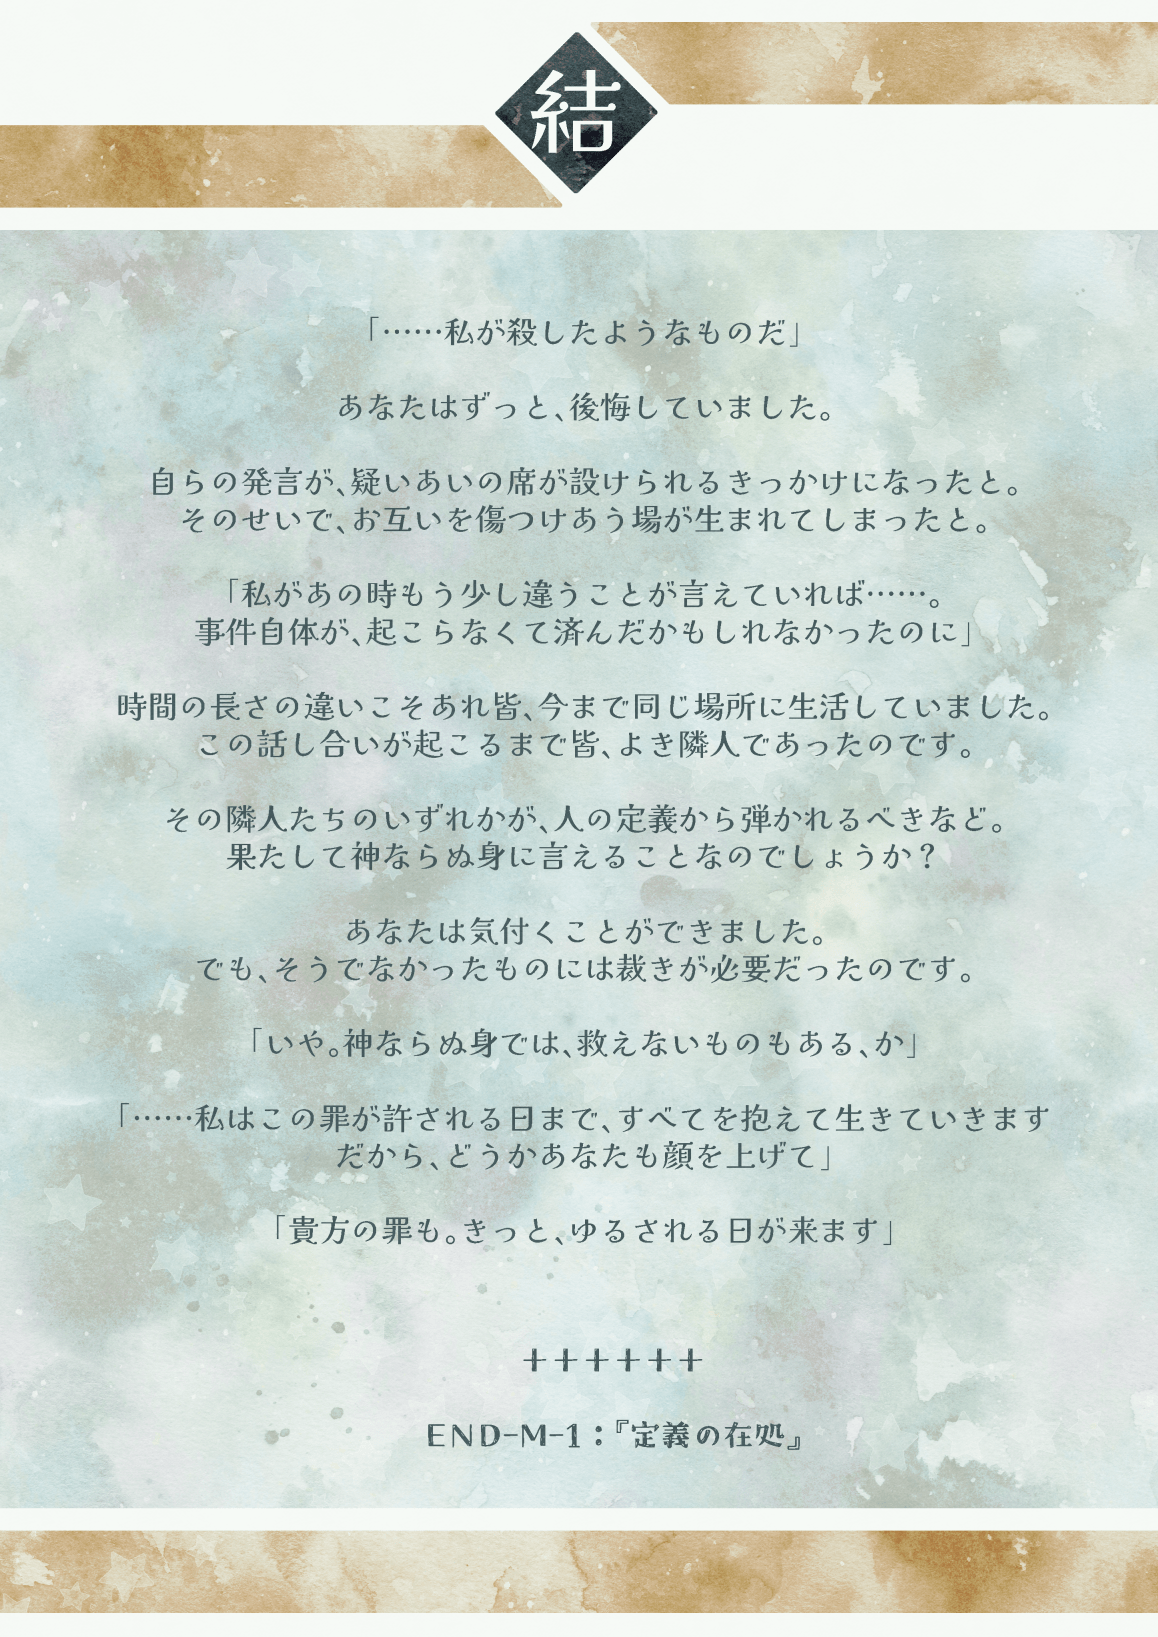 結
「……私が殺したようなものだ」
あなたはずっと、後悔していました。
自らの発言が、疑いあいの席が設けられるきっかけになったと。
そのせいで、お互いを傷つけあう場が生まれてしまったと。
「私があの時もう少し違うことが言えていれば……。
事件自体が、起こらなくて済んだかもしれなかったのに」
時間の長さの違いこそあれ皆、今まで同じ場所に生活していました。
この話し合いが起こるまで皆、よき隣人であったのです。
その隣人たちのいずれかが、人の定義から弾かれるべきなど。
果たして神ならぬ身に言えることなのでしょうか？
あなたは気付くことができました。
でも、そうでなかったものには裁きが必要だったのです。
「いや。神ならぬ身では、救えないものもある、か」
「……私はこの罪が許される日まで、すべてを抱えて生きていきます
だから、どうかあなたも顔を上げて」
「貴方の罪も。きっと、ゆるされる日が来ます」
++++++
END-M-1：『定義の在処』